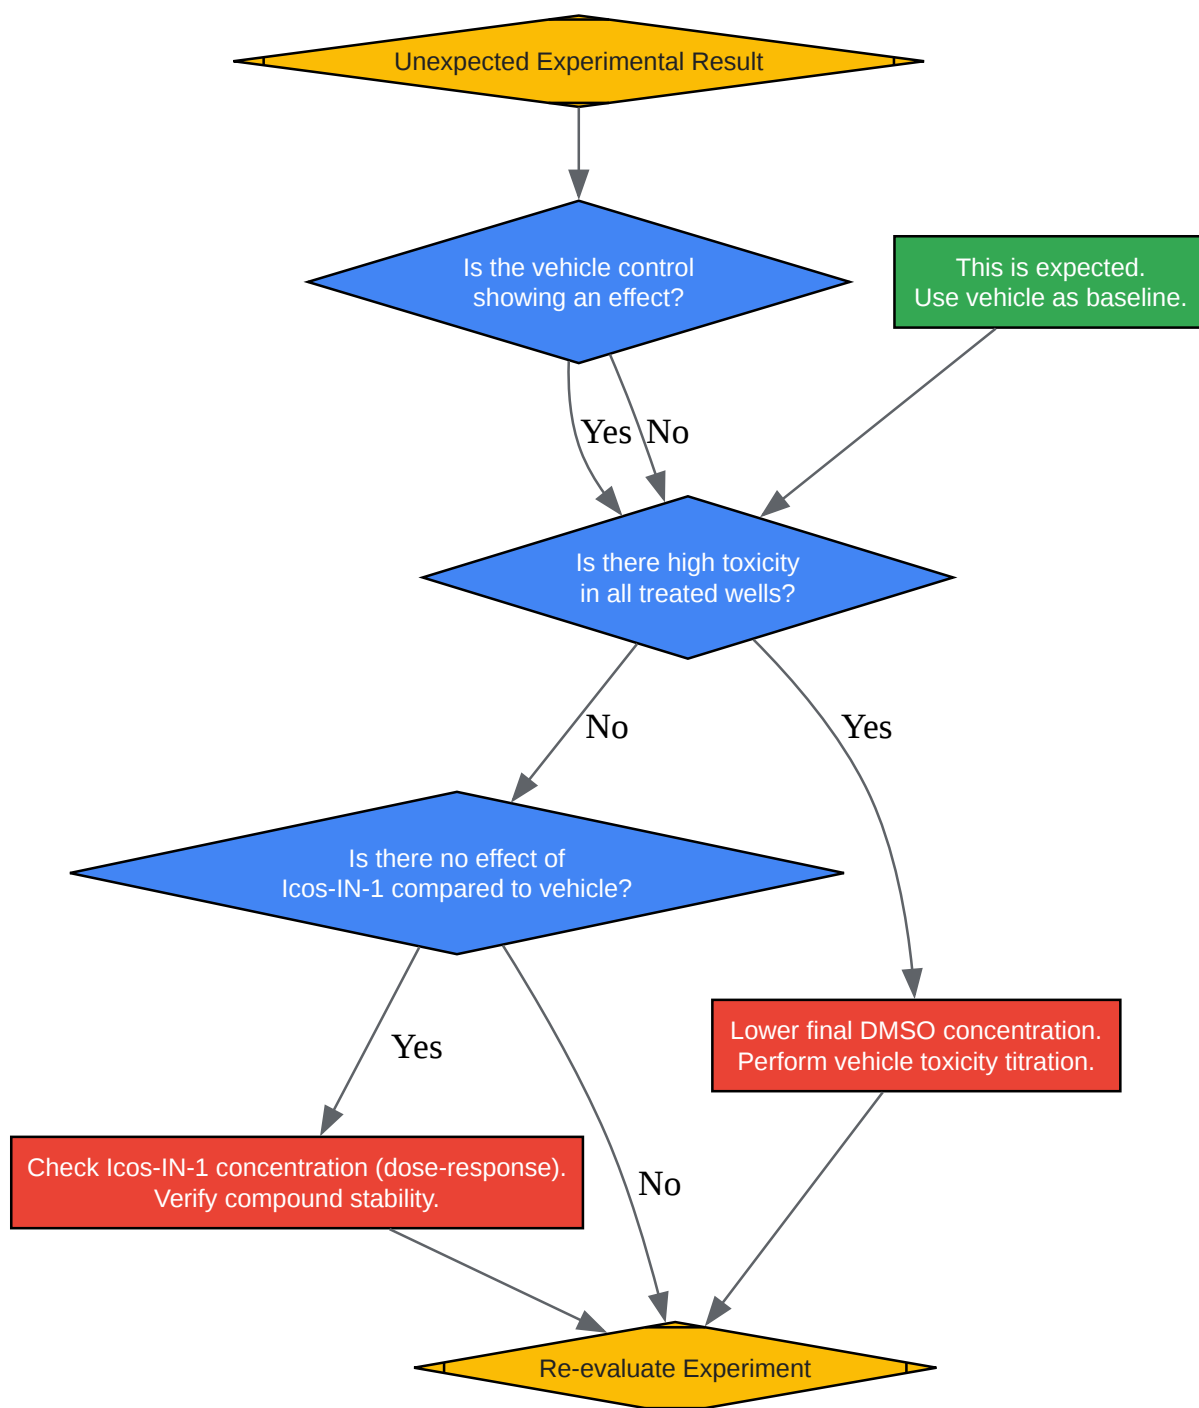 Unexpected Experimental Result
Is the vehicle control
showing an effect?
This is expected.
Use vehicle as baseline.
Yes
No
Is there high toxicity
in all treated wells?
No
Yes
Is there no effect of
Icos-IN-1 compared to vehicle?
Lower final DMSO concentration.
Perform vehicle toxicity titration.
Yes
Check Icos-IN-1 concentration (dose-response).
Verify compound stability.
No
Re-evaluate Experiment